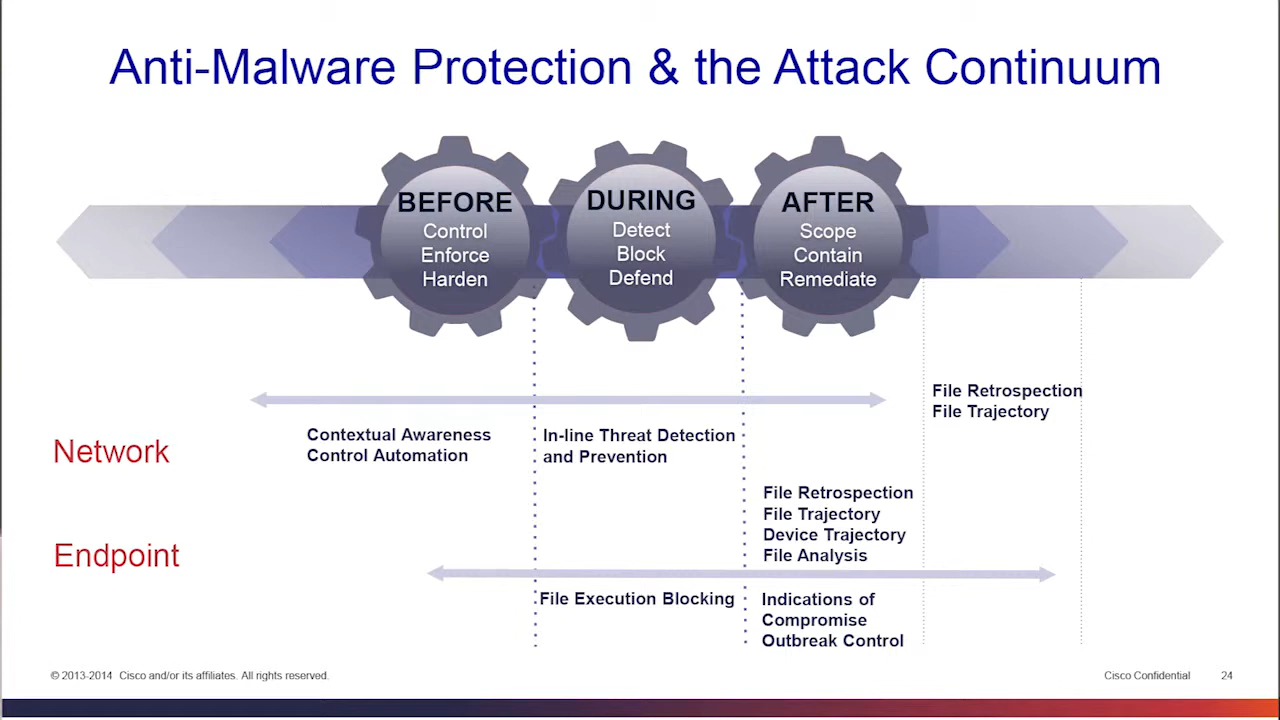 Anti-Malware Protection & the Attack Continuum
BEFORE
Control
Enforce
Harden
DURING
Detect
Block
Defend
AFTER
Scope
Contain
Remediate
File Retrospection
File Trajectory
Network
Contextual Awareness
Control Automation
In-line Threat Detection
and Prevention
File Retrospection
File Trajectory
Device Trajectory
File Analysis
Endpoint
File Execution Blocking
Indications of
Compromise
Outbreak Control
© 2013-2014 Cisco and/or its affiliates. All rights reserved.
Cisco Confidential
24